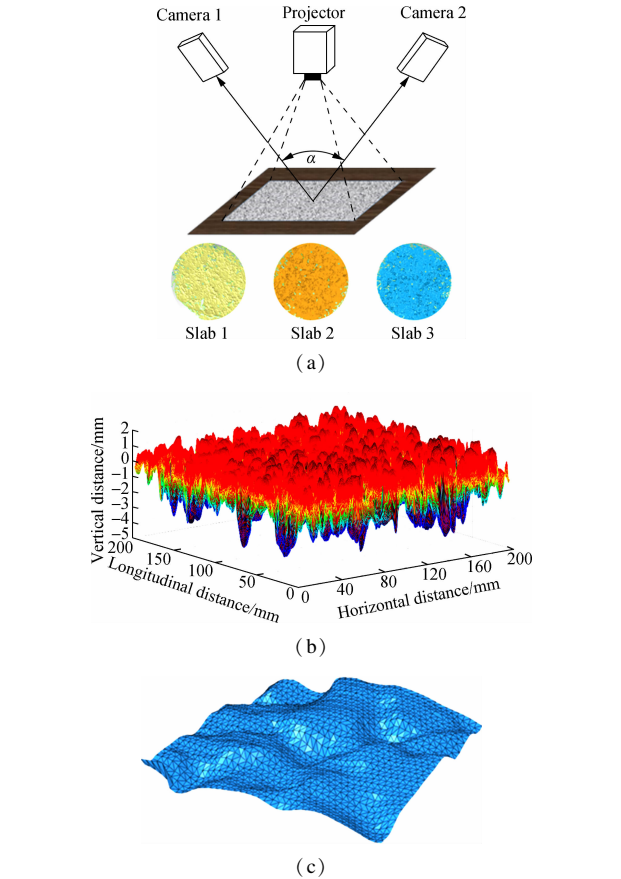 Camera 1
Projector
Camera 2
α
Slab 1
Slab 2
Slab 3
(a)
Vertical distance/mm
2
1
0
−1
−2
−3
−4
−5
200
150
100
50
0
Longitudinal distance/mm
0
40
80
120
160
200
Horizontal distance/mm
(b)
(c)